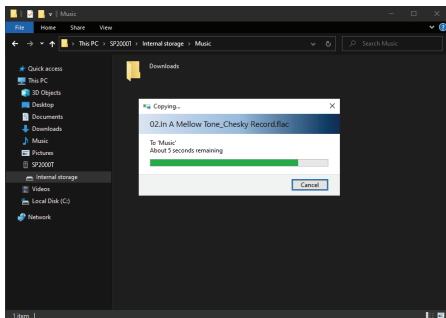 Music
File Home Share View
This PC > SP2000T > Internal storage > Music
Search Music
Quick access
This PC
3D Objects
Desktop
Documents
Downloads
Music
Pictures
SP2000T
Internal storage
Videos
Local Disk (C:)
Network
Downloads
Copying...
02.In A Mellow Tone_Chesky Record.flac
To 'Music'
About 5 seconds remaining
Cancel
1 item